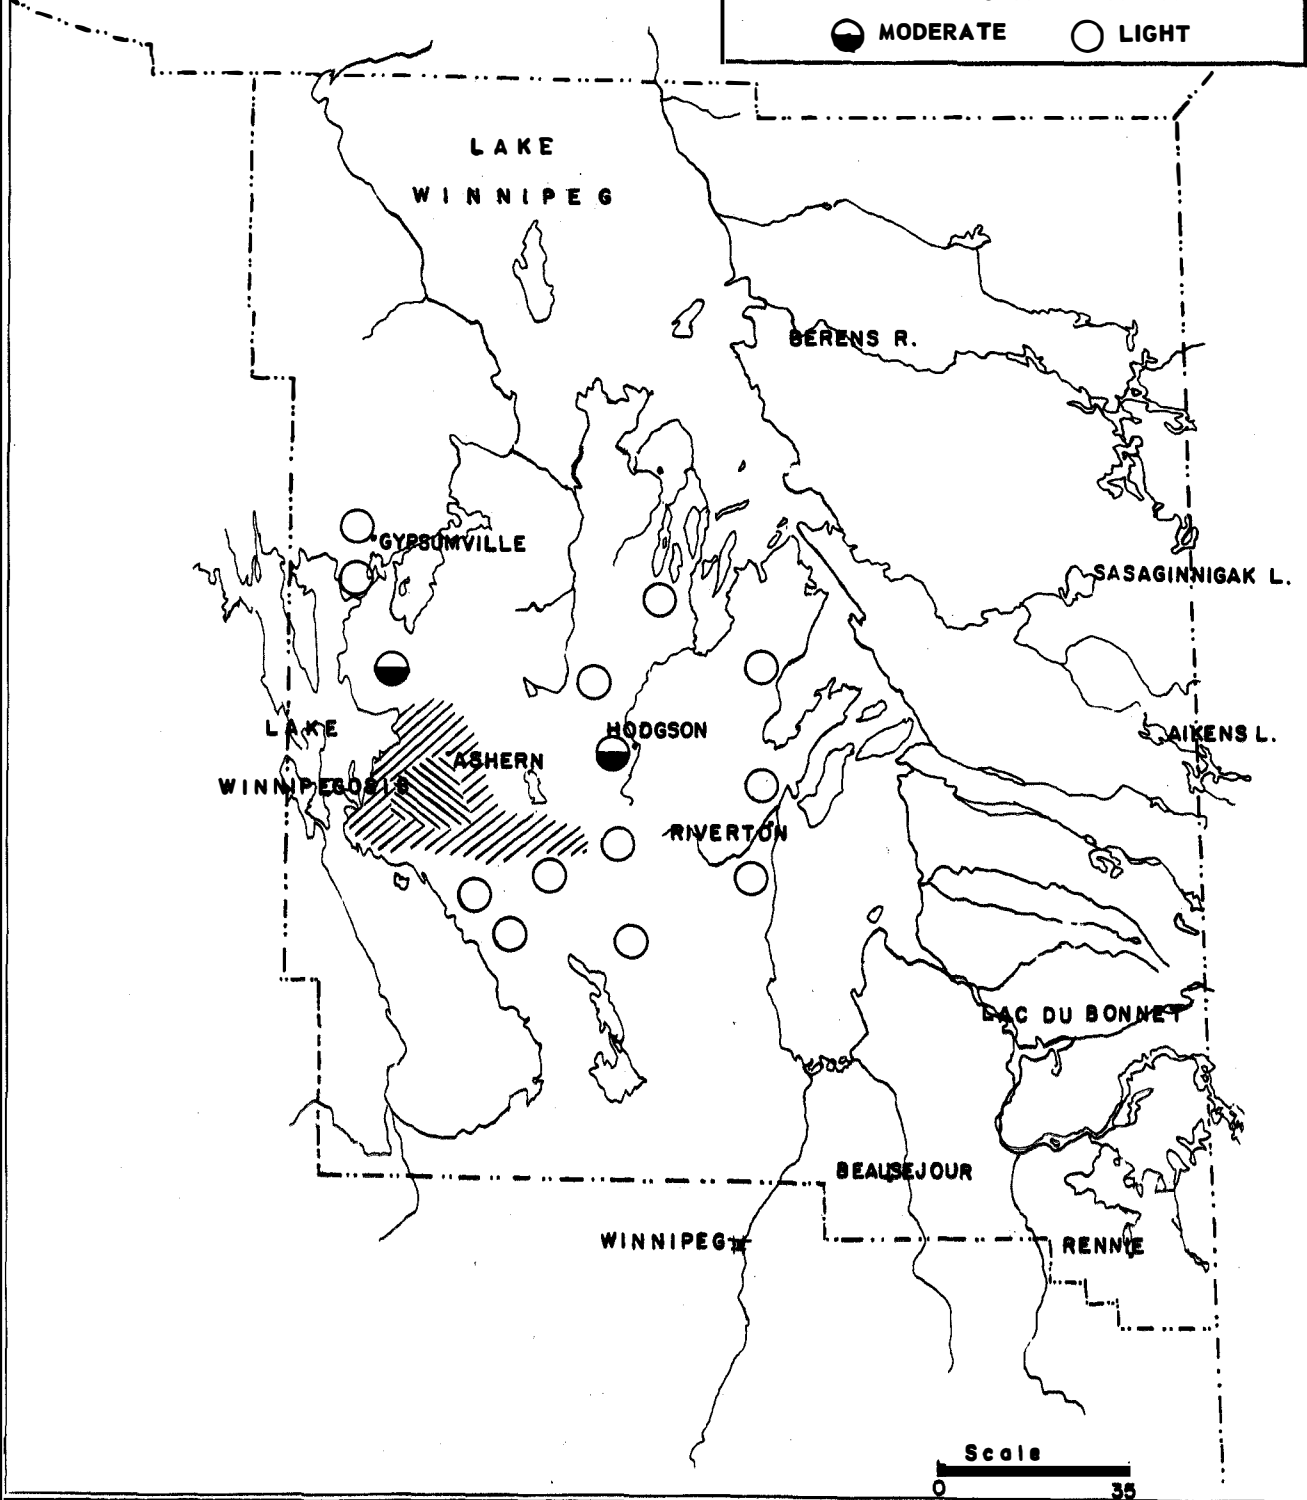 MODERATE LIGHT
LAKE
WINNIPEG
BERENS R.
GYPSUMVILLE
SASAGINNIGAK L.
LAKE
WINNIPEGOSIS
HODGSON
AIKENS L.
ASHERN
RIVERTON
LAC DU BONNET
BEAUSEJOUR
WINNIPEG
RENNIE
Scale
0 35